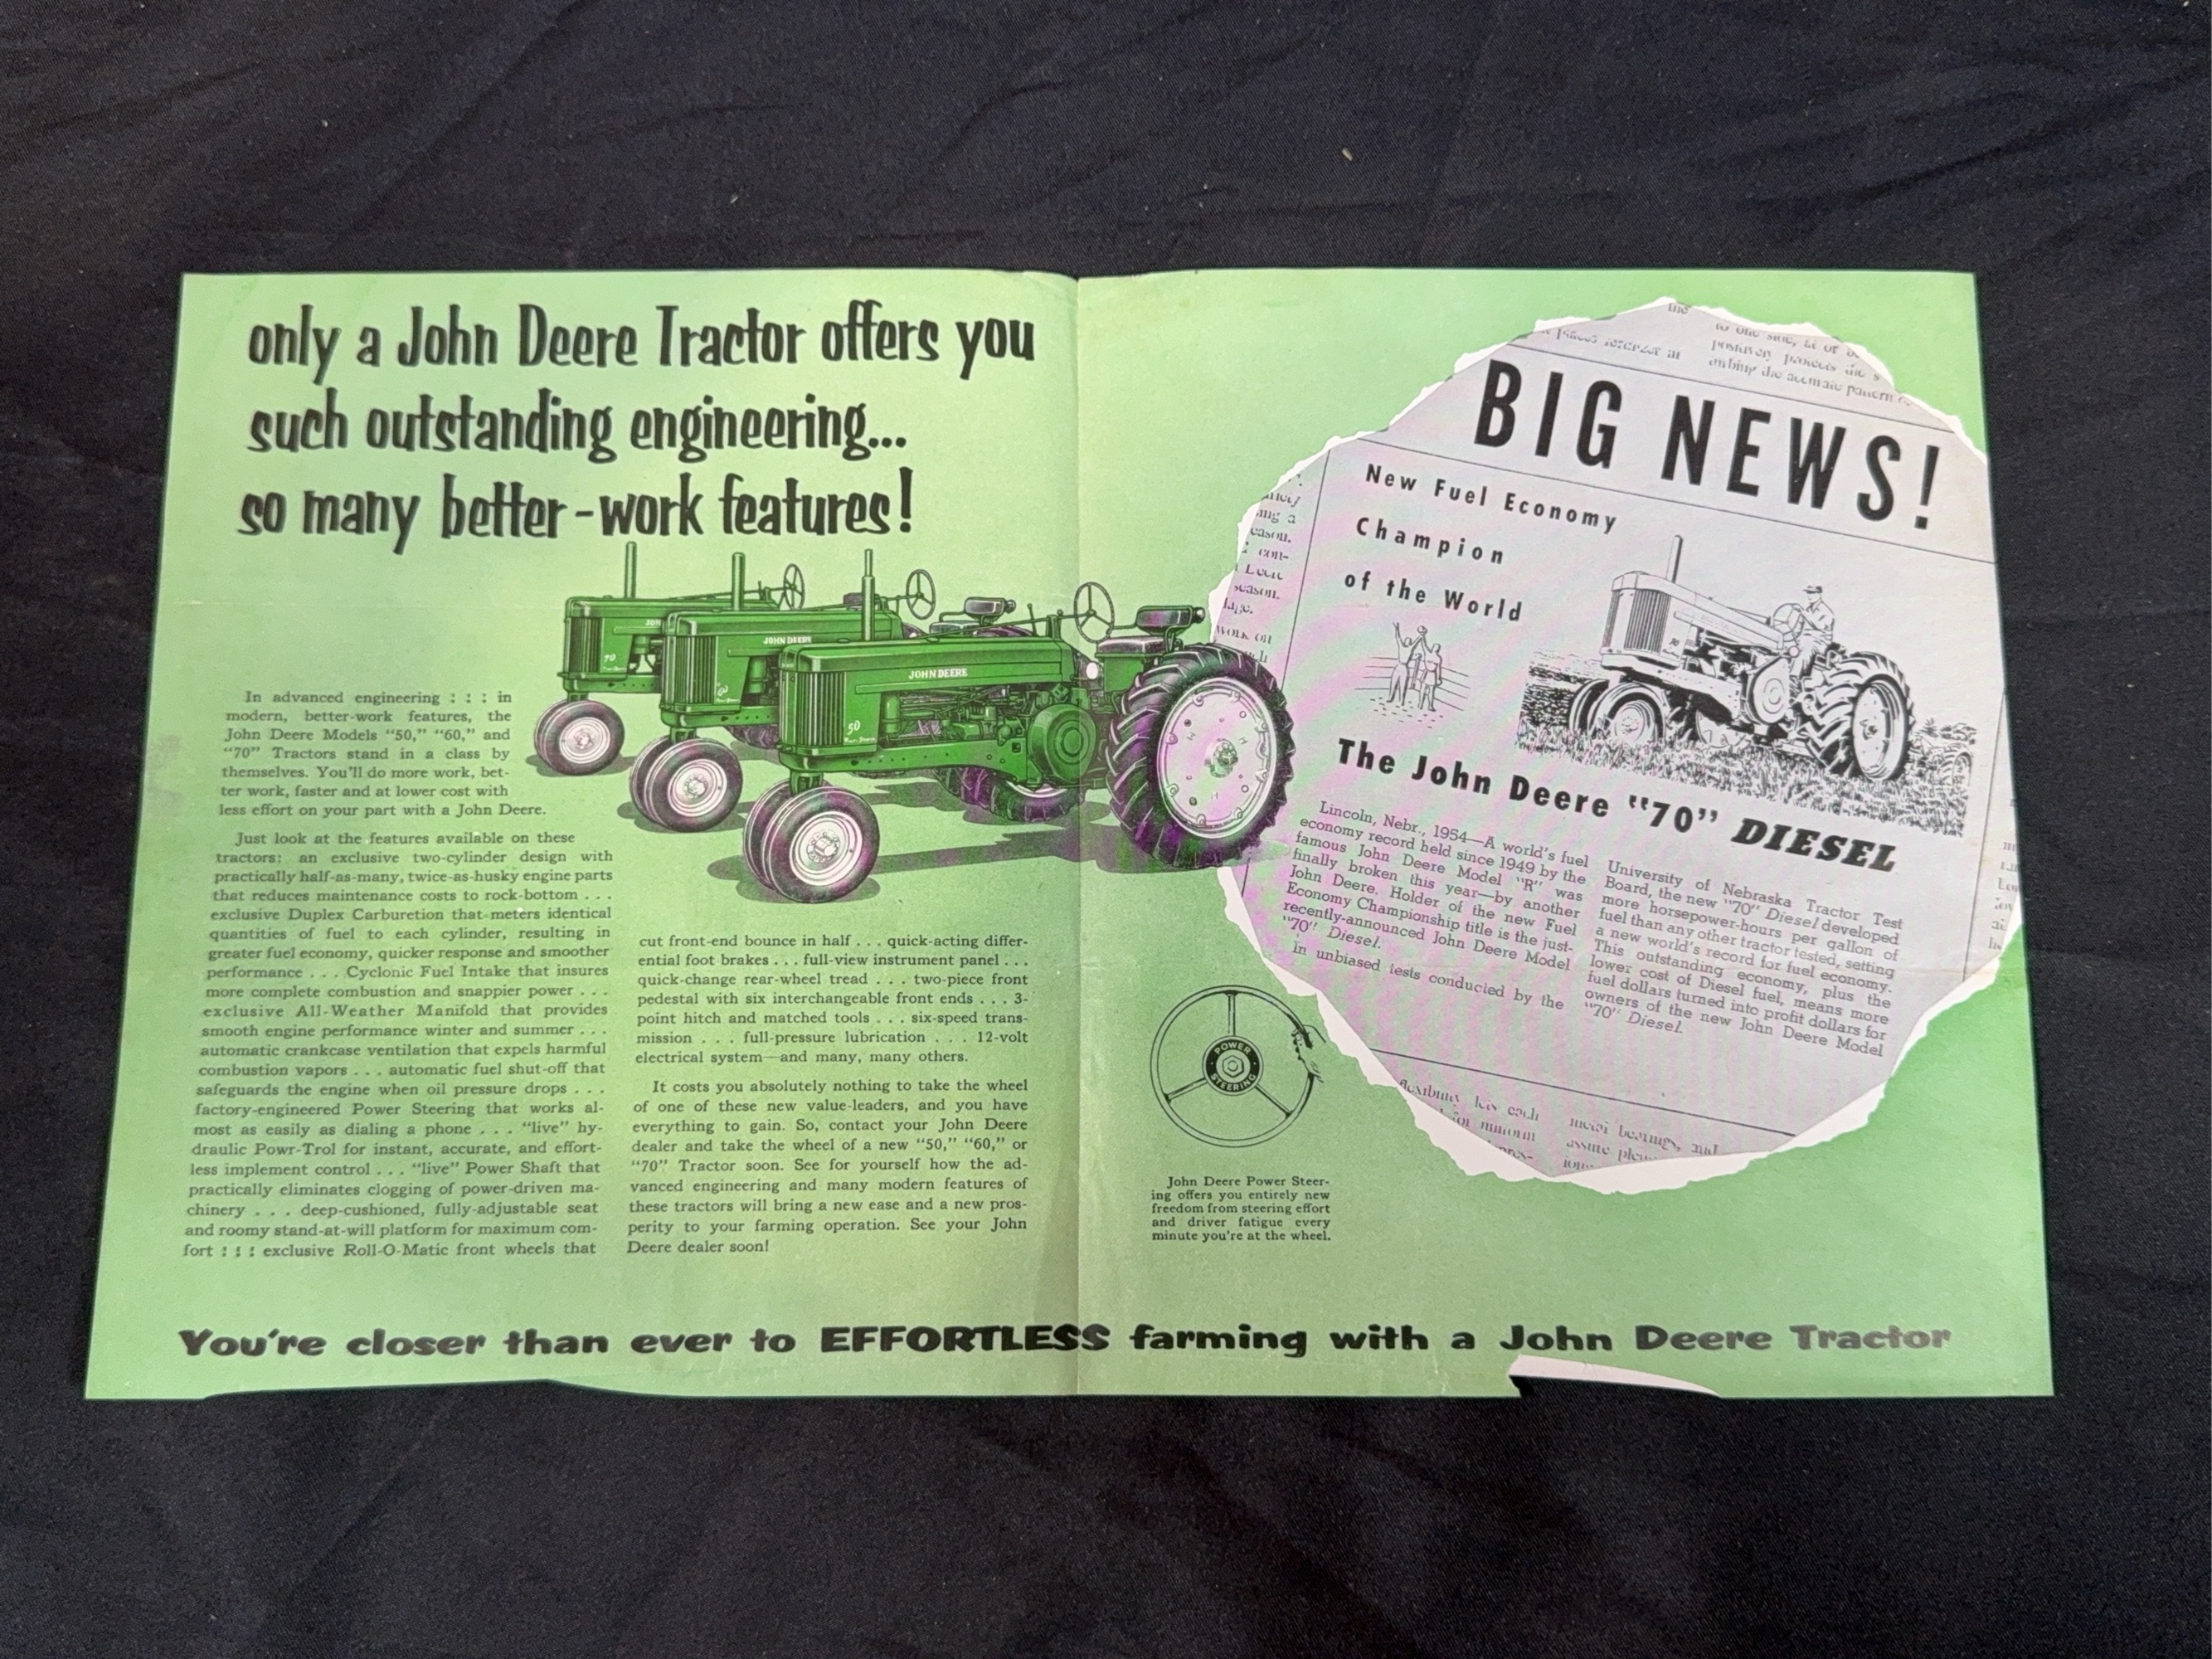 only a John Deere Tractor offers you
such outstanding engineering...
so many better-work features!
JOHN DEERE
JOHN DEERE
70
60
50
In advanced engineering : : : in
modern, better-work features, the
John Deere Models “50,” “60,” and
“70” Tractors stand in a class by
themselves. You'll do more work, bet-
ter work, faster and at lower cost with
less effort on your part with a John Deere.
Just look at the features available on these
tractors: an exclusive two-cylinder design with
practically half-as-many, twice-as-husky engine parts
that reduces maintenance costs to rock-bottom . . .
exclusive Duplex Carburetion that meters identical
quantities of fuel to each cylinder, resulting in
greater fuel economy, quicker response and smoother
performance . . . Cyclonic Fuel Intake that insures
more complete combustion and snappier power . . .
exclusive All-Weather Manifold that provides
smooth engine performance winter and summer . . .
automatic crankcase ventilation that expels harmful
combustion vapors . . . automatic fuel shut-off that
safeguards the engine when oil pressure drops . . .
factory-engineered Power Steering that works al-
most as easily as dialing a phone . . . “live” hy-
draulic Powr-Trol for instant, accurate, and effort-
less implement control . . . “live” Power Shaft that
practically eliminates clogging of power-driven ma-
chinery . . . deep-cushioned, fully-adjustable seat
and roomy stand-at-will platform for maximum com-
fort : : : exclusive Roll-O-Matic front wheels that
cut front-end bounce in half . . . quick-acting differ-
ential foot brakes . . . full-view instrument panel . . .
quick-change rear-wheel tread . . . two-piece front
pedestal with six interchangeable front ends . . . 3-
point hitch and matched tools . . . six-speed trans-
mission . . . full-pressure lubrication . . . 12-volt
electrical system—and many, many others.
It costs you absolutely nothing to take the wheel
of one of these new value-leaders, and you have
everything to gain. So, contact your John Deere
dealer and take the wheel of a new “50,” “60,” or
“70” Tractor soon. See for yourself how the ad-
vanced engineering and many modern features of
these tractors will bring a new ease and a new pros-
perity to your farming operation. See your John
Deere dealer soon!
POWER
STEERING
John Deere Power Steer-
ing offers you entirely new
freedom from steering effort
and driver fatigue every
minute you're at the wheel.
BIG NEWS!
New Fuel Economy
Champion
of the World
The John Deere “70” DIESEL
Lincoln, Nebr., 1954—A world's fuel
economy record held since 1949 by the
famous John Deere Model “R” was
finally broken this year—by another
John Deere. Holder of the new Fuel
Economy Championship title is the just-
recently-announced John Deere Model
“70” Diesel.
In unbiased tests conducted by the
University of Nebraska Tractor Test
Board, the new “70” Diesel developed
more horsepower-hours per gallon of
fuel than any other tractor tested, setting
a new world's record for fuel economy.
This outstanding economy, plus the
lower cost of Diesel fuel, means more
fuel dollars turned into profit dollars for
owners of the new John Deere Model
“70” Diesel.
You're closer than ever to EFFORTLESS farming with a John Deere Tractor